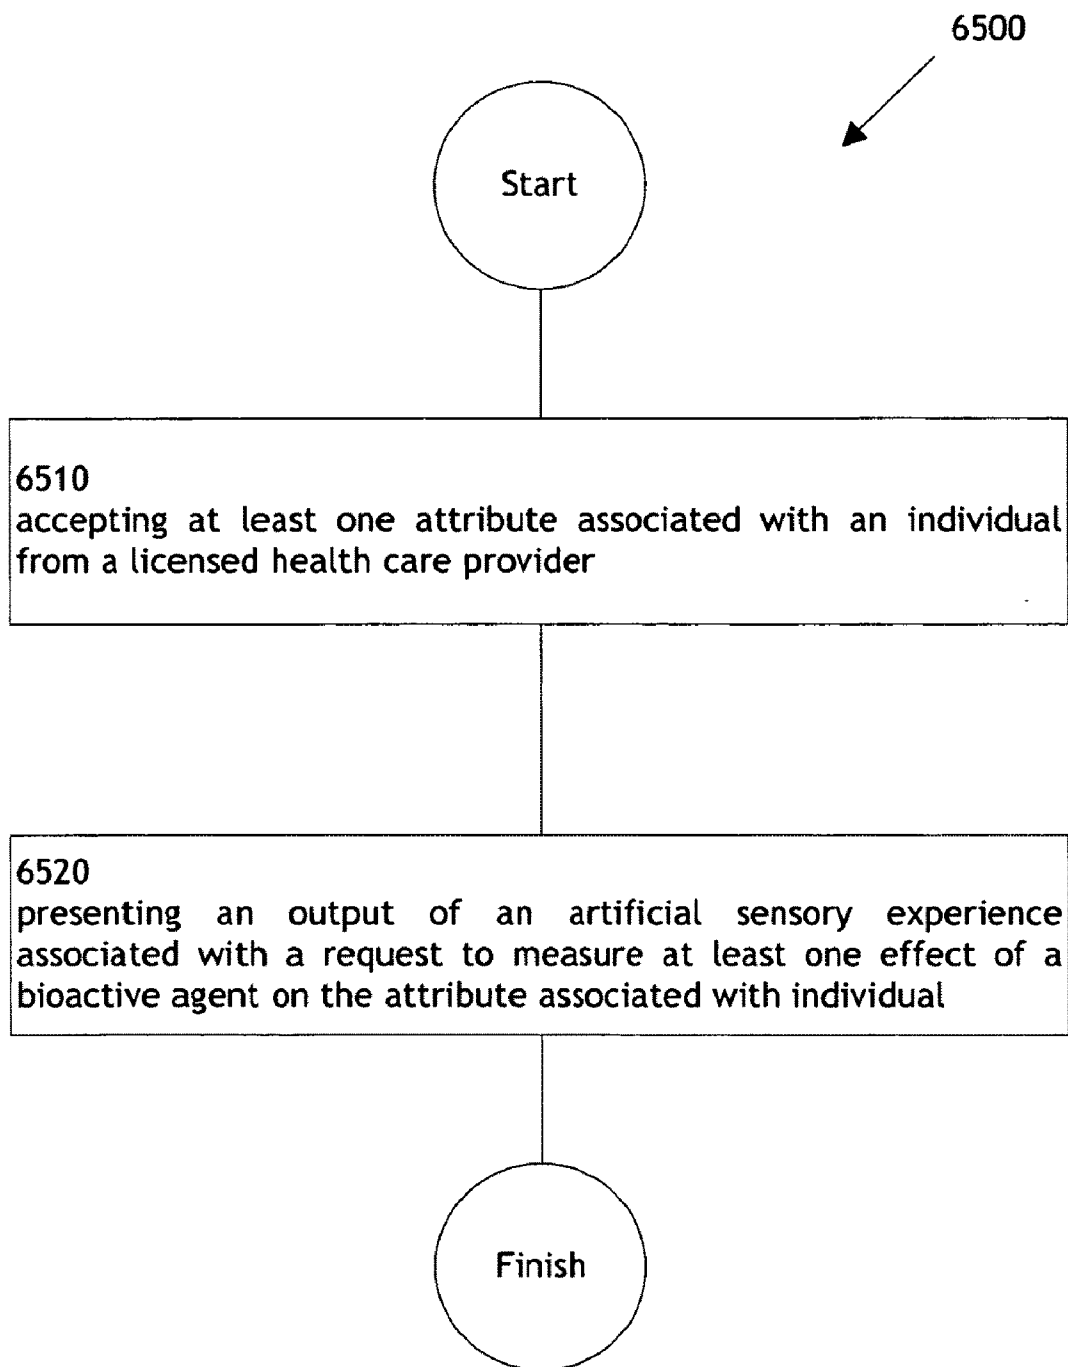 6500
Start
6510
accepting at least one attribute associated with an individual
from a licensed health care provider
6520
presenting an output of an artificial sensory experience
associated with a request to measure at least one effect of a
bioactive agent on the attribute associated with individual
Finish